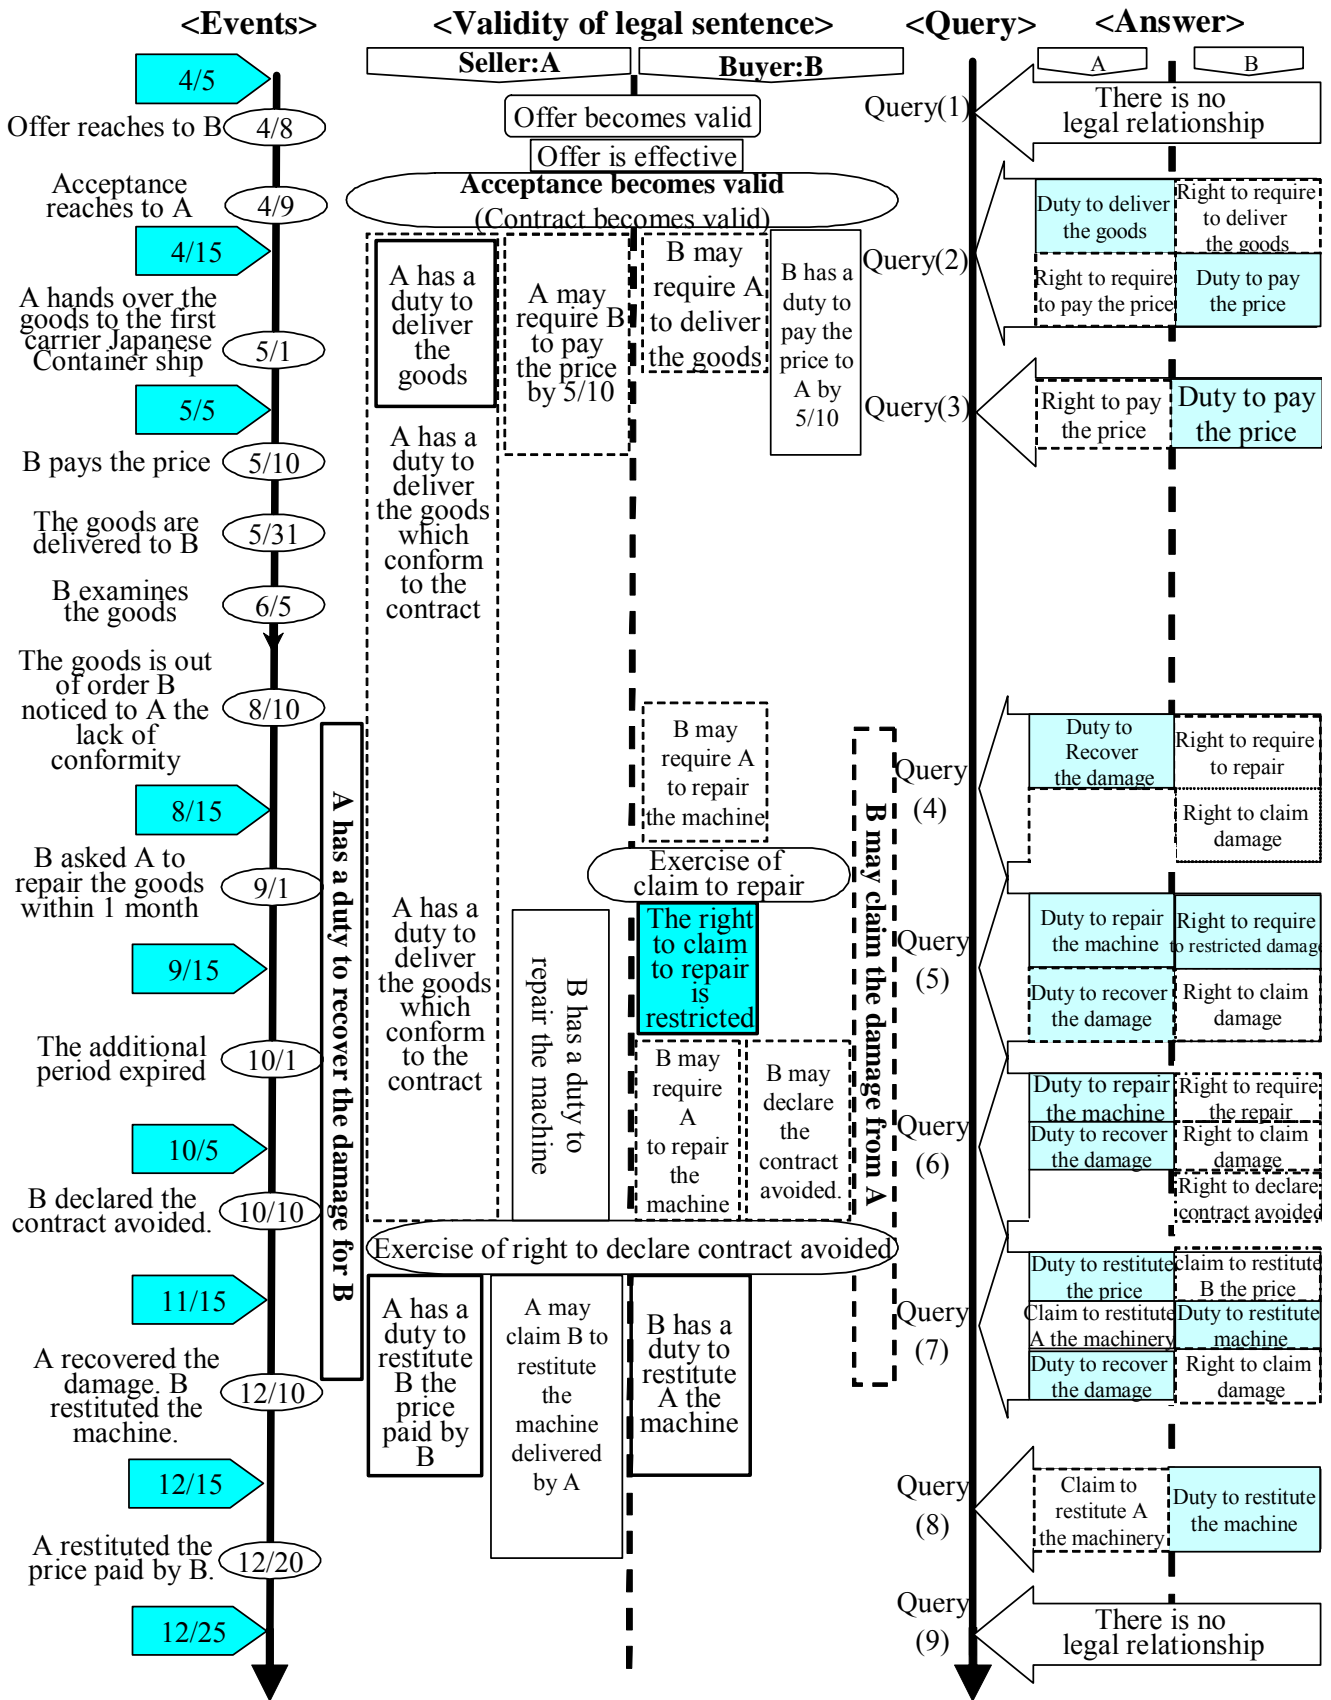 <Events>
<Validity of legal sentence>
<Query>
<Answer>
Seller:A
Buyer:B
A
B
4/5
Offer reaches to B
4/8
Offer becomes valid
Offer is effective
Query(1)
There is no
legal relationship
Acceptance
reaches to A
4/9
Acceptance becomes valid
(Contract becomes valid)
4/15
A has a
duty to
deliver
the
goods
A may
require B
to pay
the price
by 5/10
B may
require A
to deliver
the goods
B has a
duty to
pay the
price to
A by
5/10
Query(2)
Duty to deliver
the goods
Right to require
to deliver
the goods
Right to require
to pay the price
Duty to pay
the price
A hands over the
goods to the first
carrier Japanese
Container ship
5/1
5/5
Query(3)
Right to pay
the price
Duty to pay
the price
B pays the price
5/10
A has a
duty to
deliver
the goods
which
conform
to the
contract
The goods are
delivered to B
5/31
B examines
the goods
6/5
The goods is out
of order B
noticed to A the
lack of
conformity
8/10
A has a duty to recover the damage for B
B may
require A
to repair
the machine
B may claim the damage from A
Query
(4)
Duty to
Recover
the damage
Right to require
to repair
Right to claim
damage
8/15
B asked A to
repair the goods
within 1 month
9/1
Exercise of
claim to repair
A has a
duty to
deliver
the goods
which
conform
to the
contract
B has a duty to
repair the machine
The right
to claim
to repair
is
restricted
Query
(5)
Duty to repair
the machine
Right to require
to restricted damage
Duty to recover
the damage
Right to claim
damage
9/15
The additional
period expired
10/1
B may
require
A
to repair
the
machine
B may
declare
the
contract
avoided.
Query
(6)
Duty to repair
the machine
Right to require
the repair
Duty to recover
the damage
Right to claim
damage
Right to declare
contract avoided
10/5
B declared the
contract avoided.
10/10
Exercise of right to declare contract avoided
11/15
A has a
duty to
restitute
B the
price
paid by
B
A may
claim B to
restitute
the
machine
delivered
by A
B has a
duty to
restitute
A the
machine
Query
(7)
Duty to restitute
the price
claim to restitute
B the price
Claim to restitute
A the machinery
Duty to restitute
machine
Duty to recover
the damage
Right to claim
damage
A recovered the
damage. B
restituted the
machine.
12/10
12/15
Query
(8)
Claim to
restitute A
the machinery
Duty to restitute
the machine
A restituted the
price paid by B.
12/20
12/25
Query
(9)
There is no
legal relationship